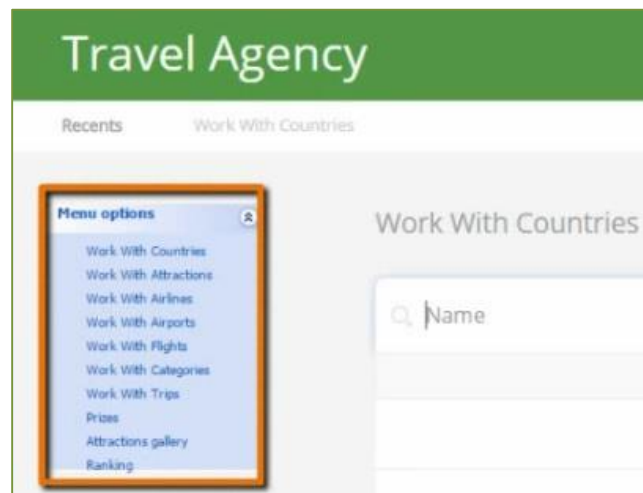 Travel Agency
Recents Work With Countries
Menu options
Work With Countries
Work With Attractions
Work With Airlines
Work With Airports
Work With Flights
Work With Categories
Work With Trips
Prizes
Attractions gallery
Ranking
Work With Countries
Name